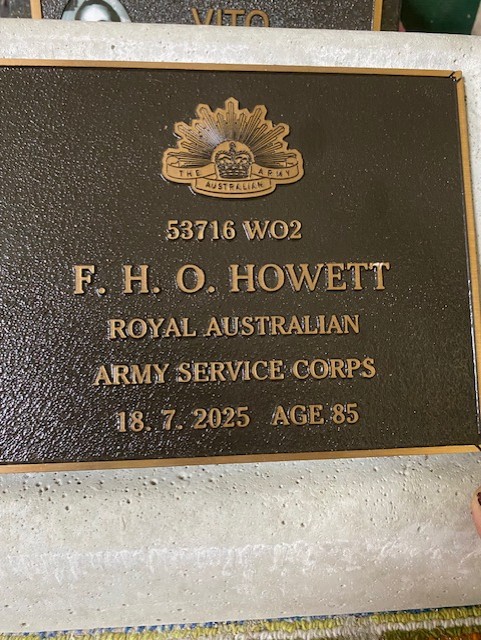 VITO
THE AUSTRALIAN ARMY
53716 WO2
F. H. O. HOWETT
ROYAL AUSTRALIAN
ARMY SERVICE CORPS
18. 7. 2025 AGE 85